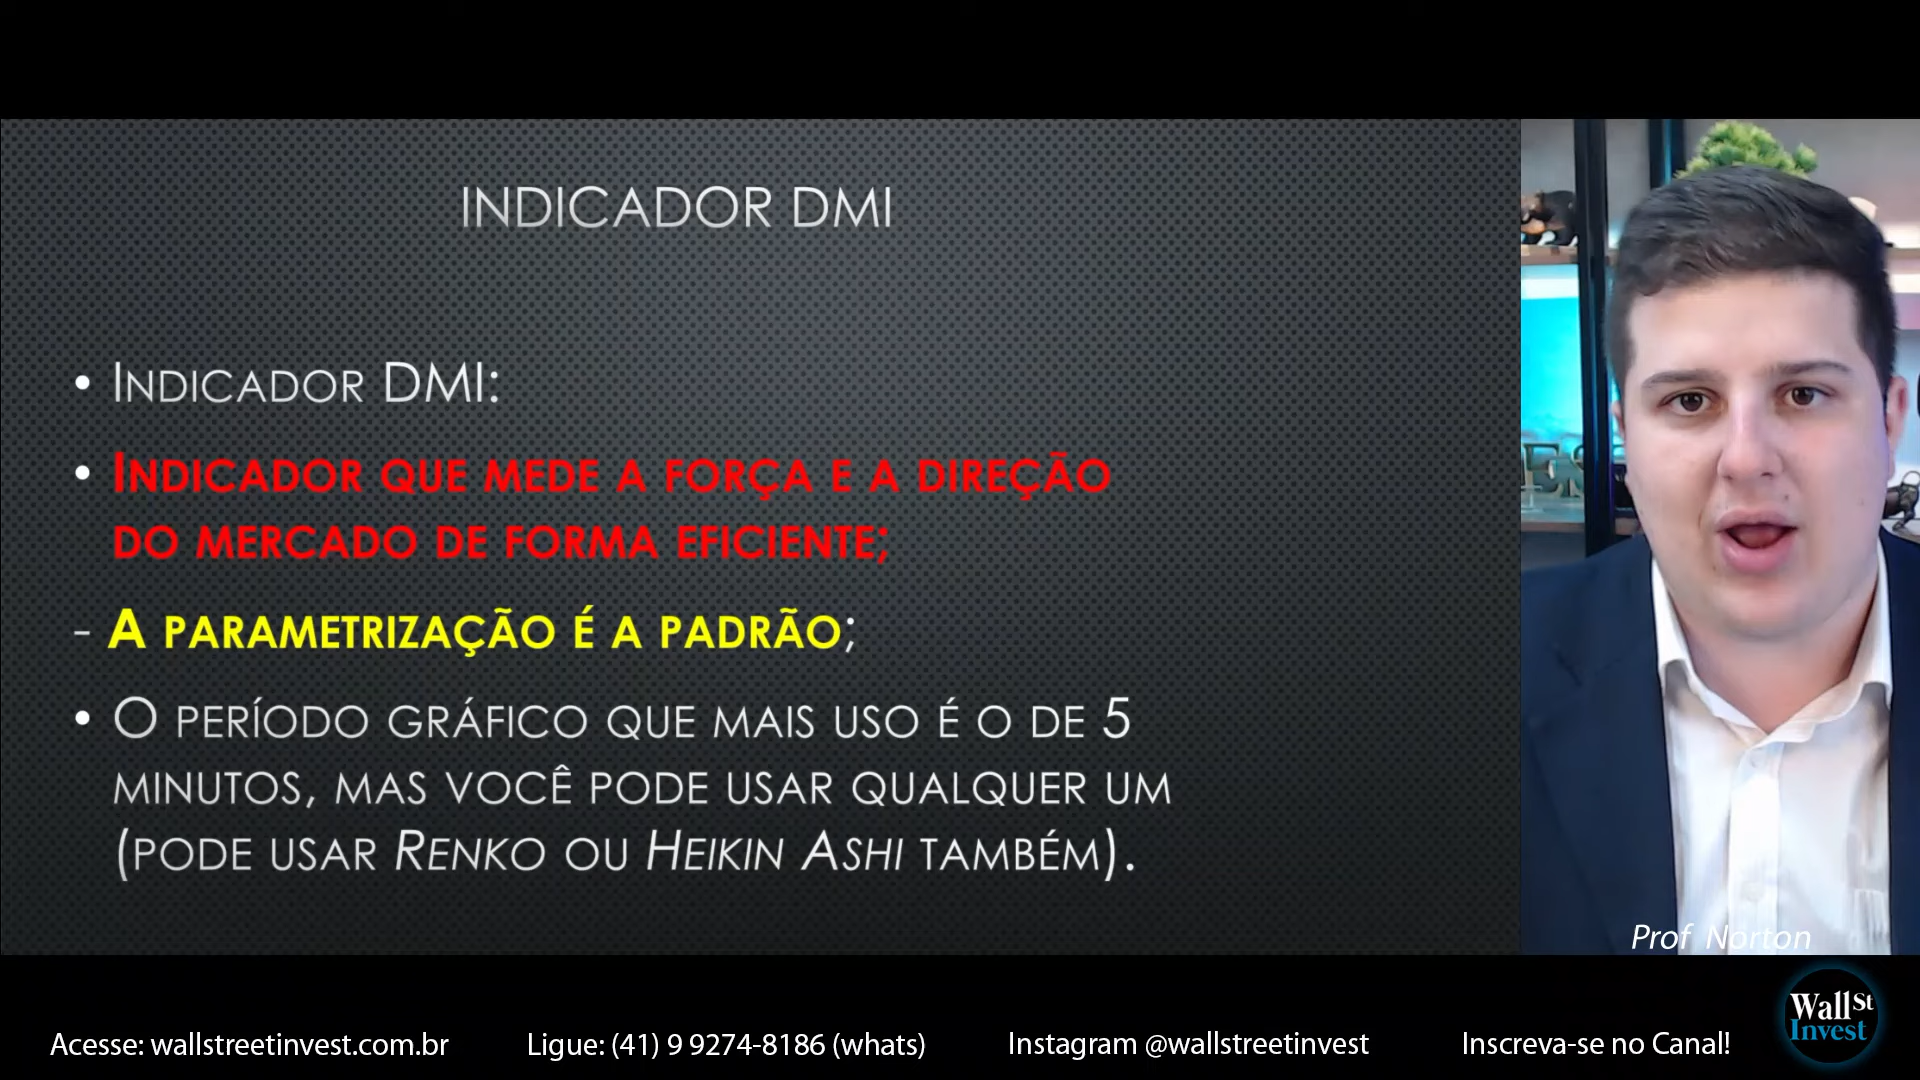 INDICADOR DMI
• INDICADOR DMI:
• INDICADOR QUE MEDE A FORÇA E A DIREÇÃO
DO MERCADO DE FORMA EFICIENTE;
- A PARAMETRIZAÇÃO É A PADRÃO;
• O PERÍODO GRÁFICO QUE MAIS USO É O DE 5
MINUTOS, MAS VOCÊ PODE USAR QUALQUER UM
(PODE USAR RENKO OU HEIKIN ASHI TAMBÉM).
Prof Norton
Wall St
Invest
Acesse: wallstreetinvest.com.br
Ligue: (41) 9 9274-8186 (whats)
Instagram @wallstreetinvest
Inscreva-se no Canal!